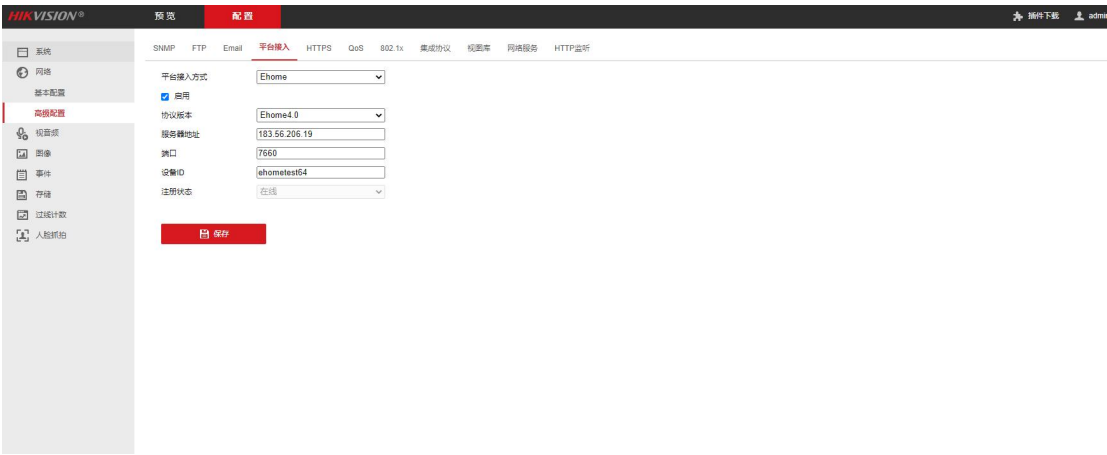 HIKVISION® 预览 配置 插件下载 admin
系统
网络
基本配置
高级配置
视音频
图像
事件
存储
过线计数
人脸抓拍
SNMP FTP Email 平台接入 HTTPS QoS 802.1x 集成协议 视图库 网络服务 HTTP监听
平台接入方式 Ehome
启用
协议版本 Ehome4.0
服务器地址 183.56.206.19
端口 7660
设备ID ehometest64
注册状态 在线
保存